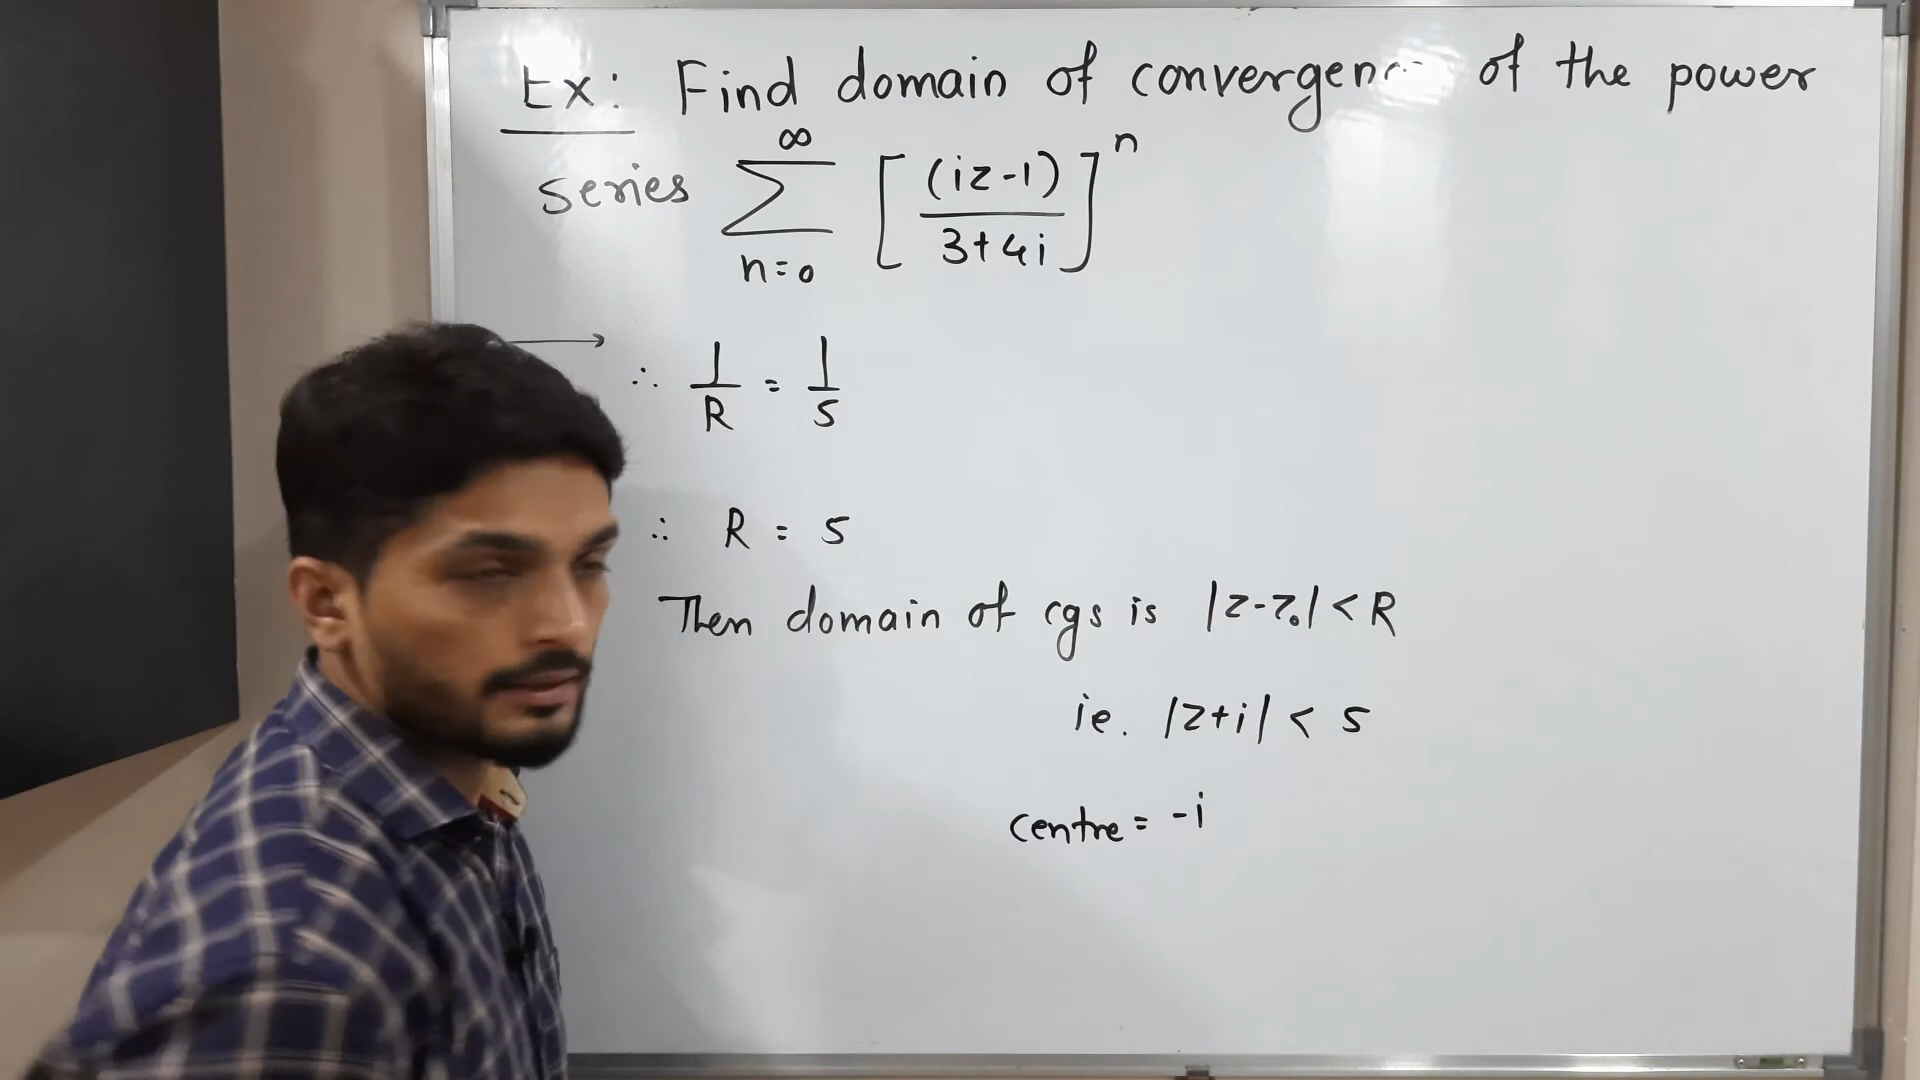 Ex: Find domain of of the power
series ∞∑n=0 [(iz-1)/3+4i]^n
∴ 1/R = 1/5
∴ R = 5
Then domain of cgs is |z-z₀| < R
ie. |z+i| < 5
centre = -i